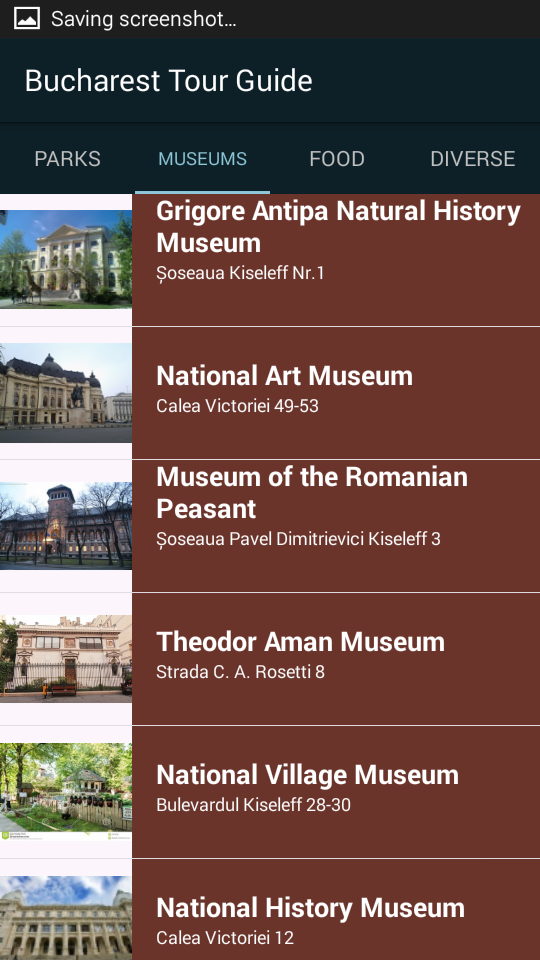 Saving screenshot...
Bucharest Tour Guide
PARKS
MUSEUMS
FOOD
DIVERSE
Grigore Antipa Natural History
Museum
Șoseaua Kiseleff Nr.1
National Art Museum
Calea Victoriei 49-53
Museum of the Romanian
Peasant
Șoseaua Pavel Dimitrievici Kiseleff 3
Theodor Aman Museum
Strada C. A. Rosetti 8
National Village Museum
Bulevardul Kiseleff 28-30
National History Museum
Calea Victoriei 12